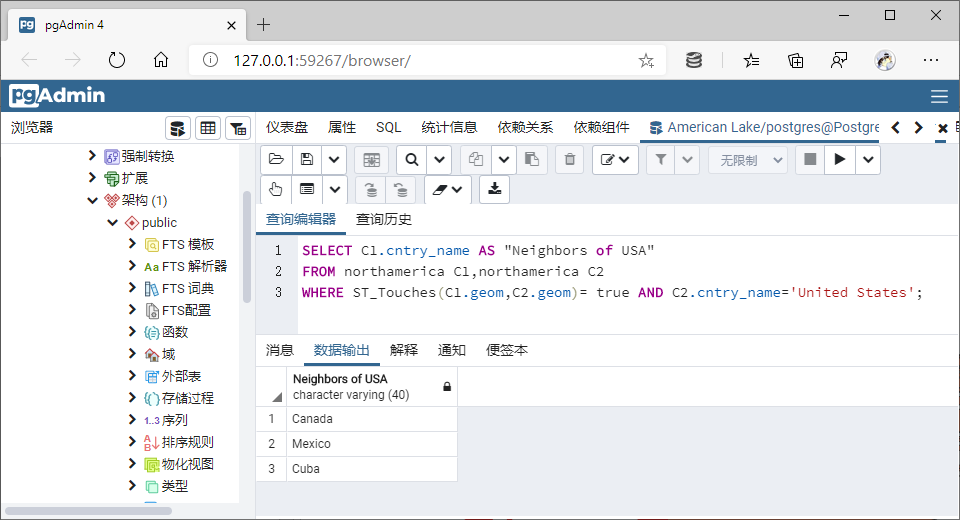 pgAdmin 4
127.0.0.1:59267/browser/
pgAdmin
浏览器
仪表盘 属性 SQL 统计信息 依赖关系 依赖组件 American Lake/postgres@Postgre
强制转换
扩展
架构 (1)
public
FTS 模板
FTS 解析器
FTS 词典
FTS配置
函数
域
外部表
存储过程
1..3 序列
排序规则
物化视图
类型
无限制
查询编辑器 查询历史
1 SELECT C1.cntry_name AS "Neighbors of USA"
2 FROM northamerica C1,northamerica C2
3 WHERE ST_Touches(C1.geom,C2.geom)= true AND C2.cntry_name='United States';
消息 数据输出 解释 通知 便签本
Neighbors of USA
character varying (40)
1 Canada
2 Mexico
3 Cuba